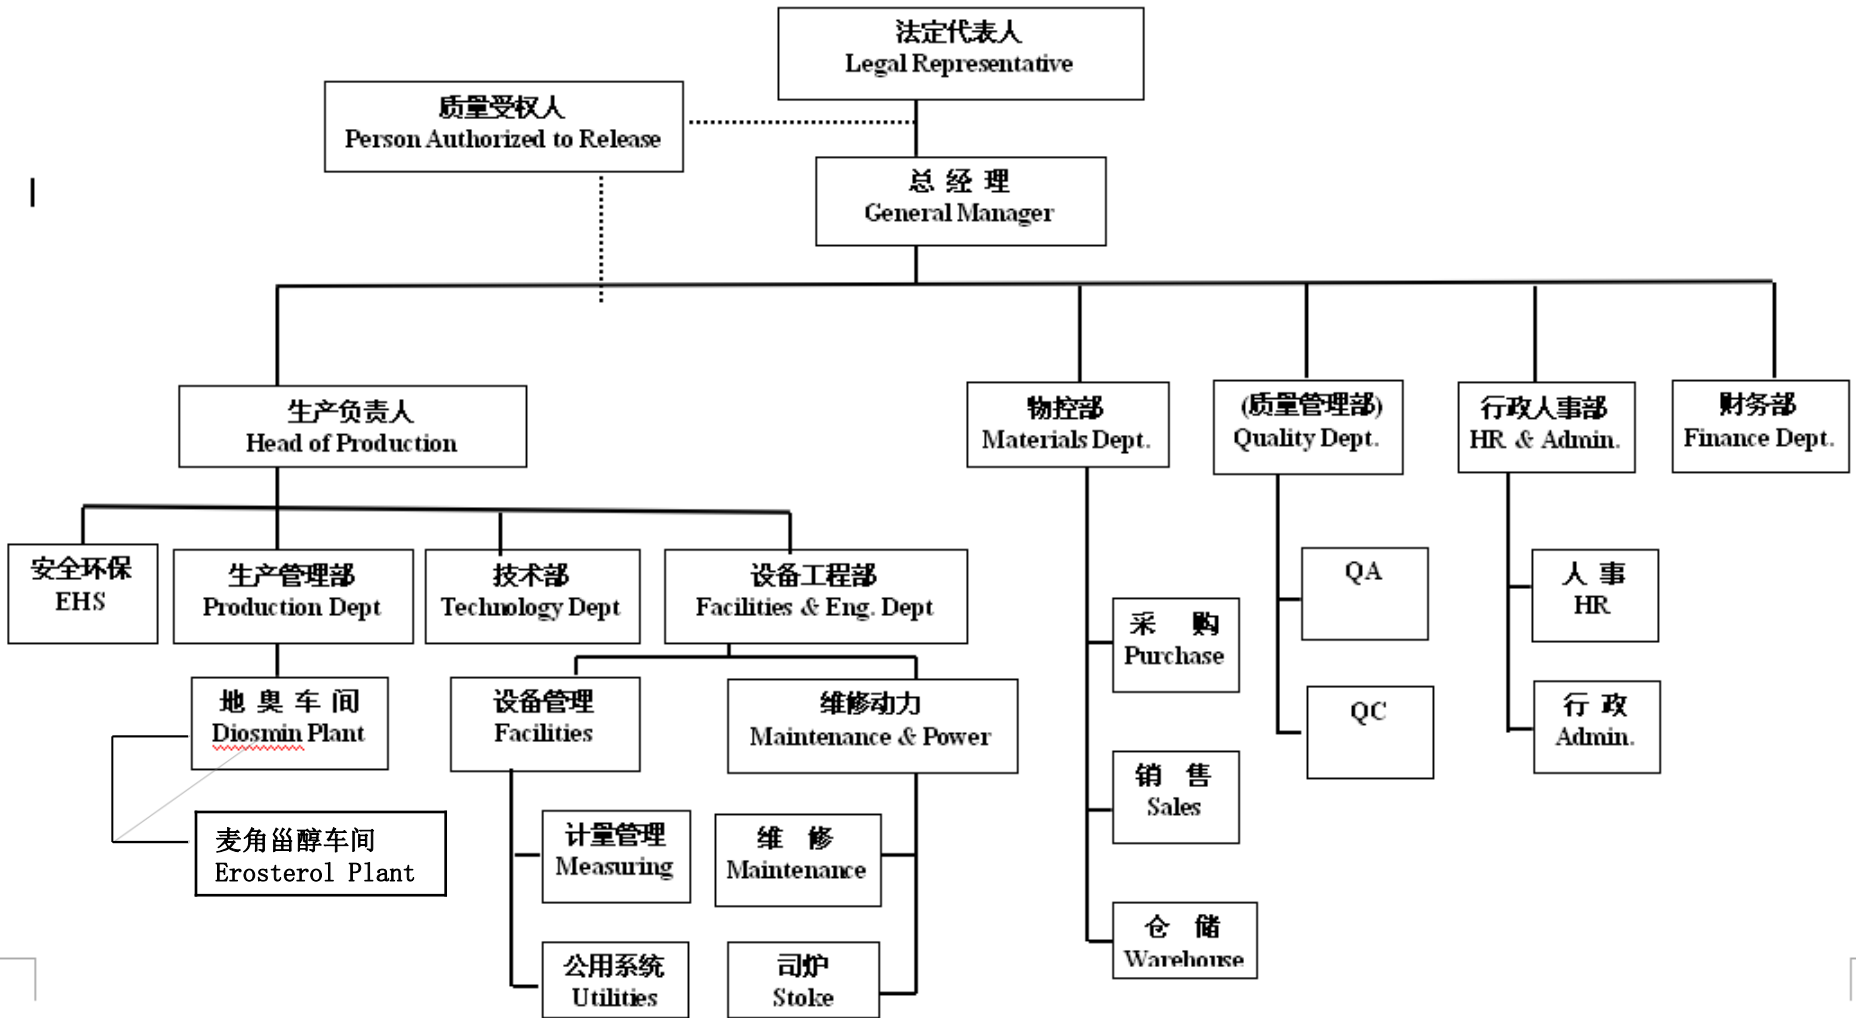 法定代表人
Legal Representative
质量受权人
Person Authorized to Release
总 经 理
General Manager
生产负责人
Head of Production
物控部
Materials Dept.
(质量管理部)
Quality Dept.
行政人事部
HR & Admin.
财务部
Finance Dept.
安全环保
EHS
生产管理部
Production Dept
技术部
Technology Dept
设备工程部
Facilities & Eng. Dept
QA
人 事
HR
采 购
Purchase
地 奥 车 间
Diosmin Plant
设备管理
Facilities
维修动力
Maintenance & Power
QC
行 政
Admin.
销 售
Sales
麦角甾醇车间
Erosterol Plant
计量管理
Measuring
维 修
Maintenance
仓 储
Warehouse
公用系统
Utilities
司炉
Stoke